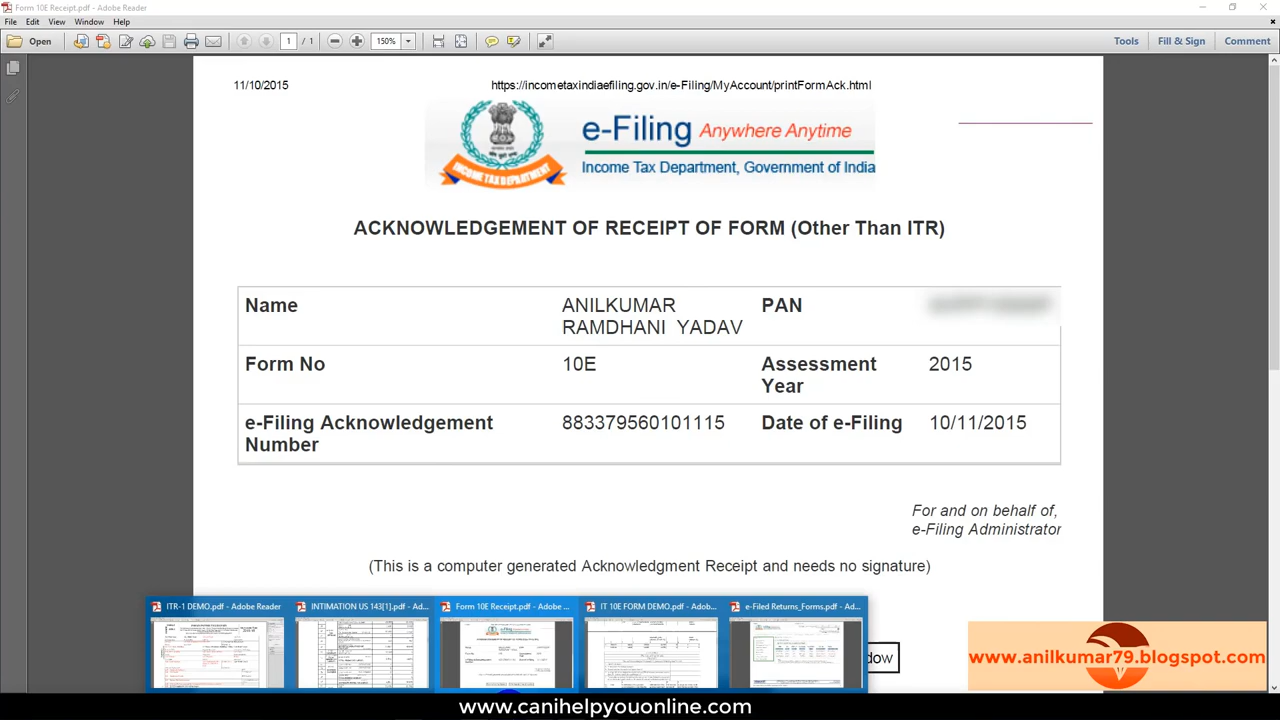 Form 10E Receipt.pdf - Adobe Reader
File Edit View Window Help
Open 1 / 1 150% Tools Fill & Sign Comment
11/10/2015 https://incometaxindiaefiling.gov.in/e-Filing/MyAccount/printFormAck.html
e-Filing Anywhere Anytime
INCOME TAX DEPARTMENT
Income Tax Department, Government of India
ACKNOWLEDGEMENT OF RECEIPT OF FORM (Other Than ITR)
Name ANILKUMAR RAMDHANI YADAV PAN
Form No 10E Assessment Year 2015
e-Filing Acknowledgement Number 883379560101115 Date of e-Filing 10/11/2015
For and on behalf of,
e-Filing Administrator
(This is a computer generated Acknowledgment Receipt and needs no signature)
ITR-1 DEMO.pdf - Adobe Reader
INTIMATION US 143[1].pdf - Ad...
Form 10E Receipt.pdf - Adobe ...
IT 10E FORM DEMO.pdf - Adob...
e-Filed Returns_Forms.pdf - Ad...
www.anilkumar79.blogspot.com
www.canihelpyouonline.com